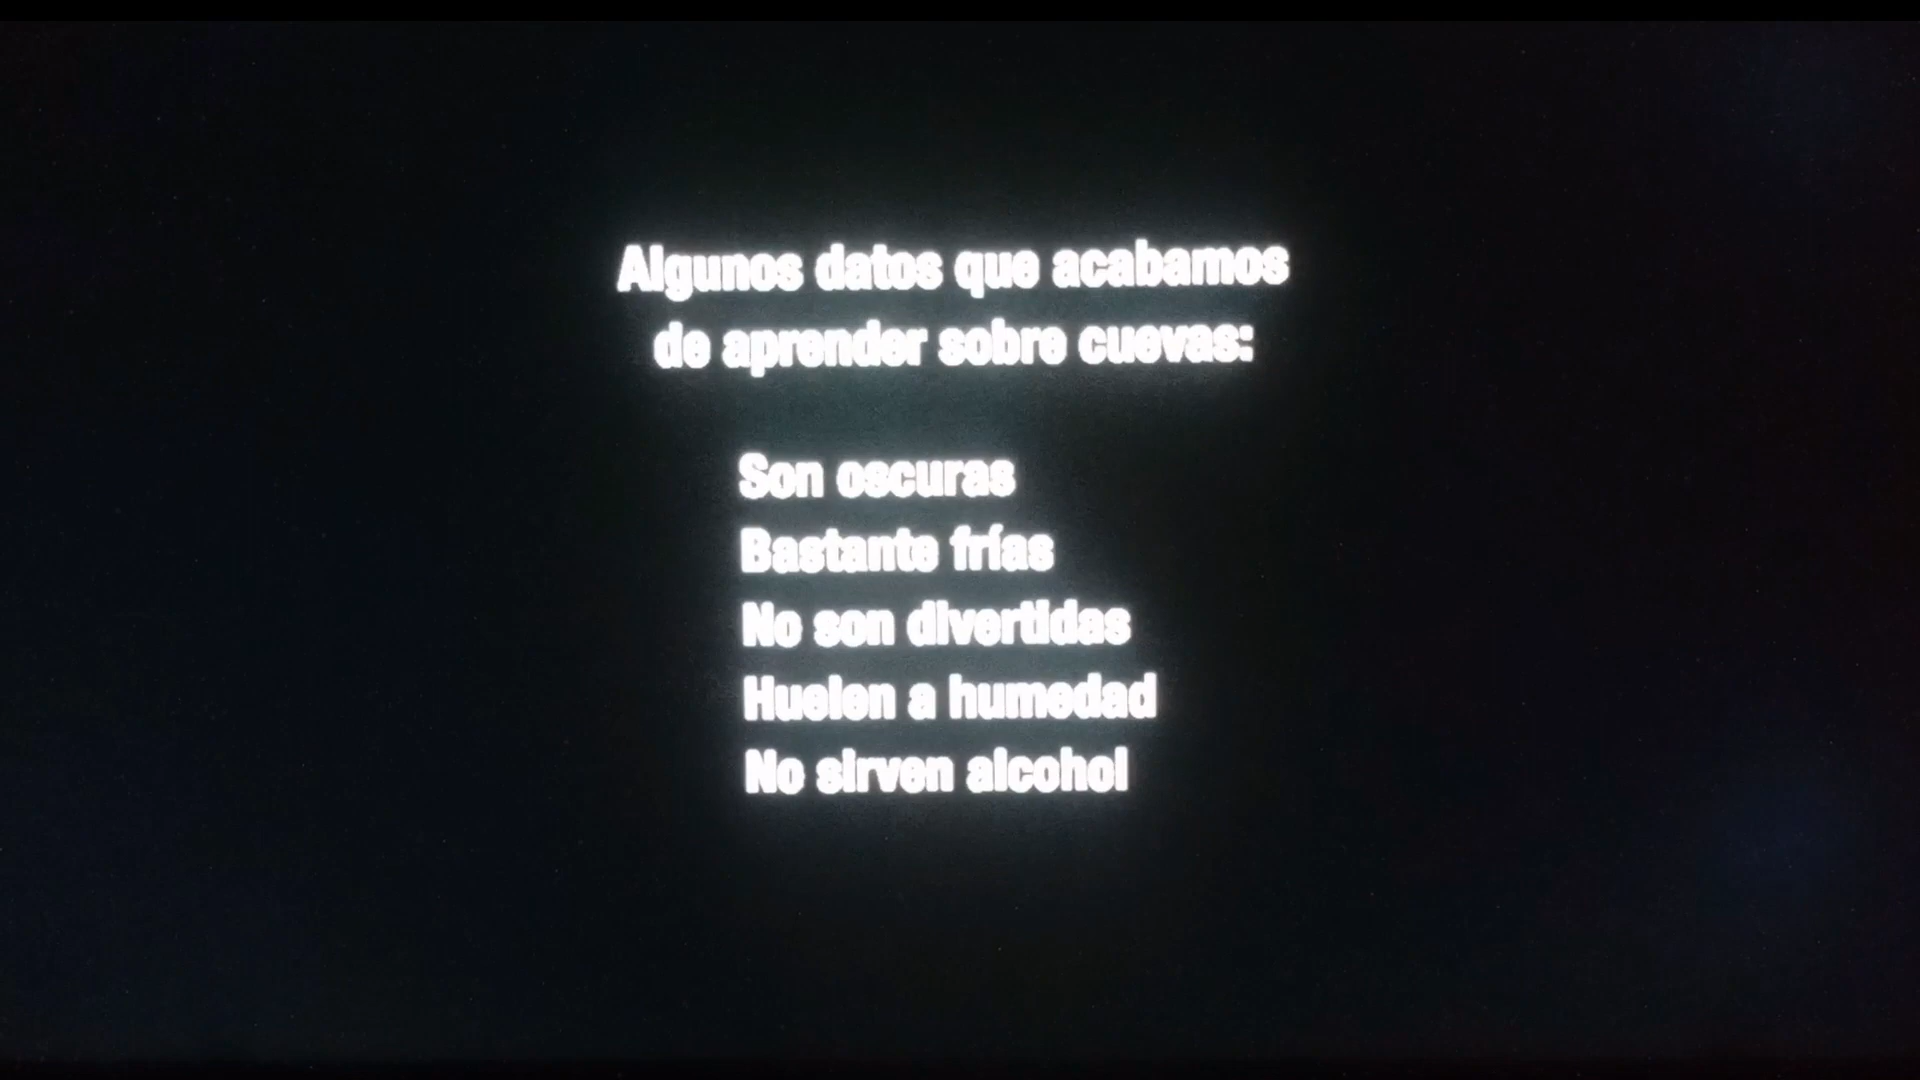 Algunos datos que acabamos
de aprender sobre cuevas:
Son oscuras
Bastante frías
No son divertidas
Huelen a humedad
No sirven alcohol